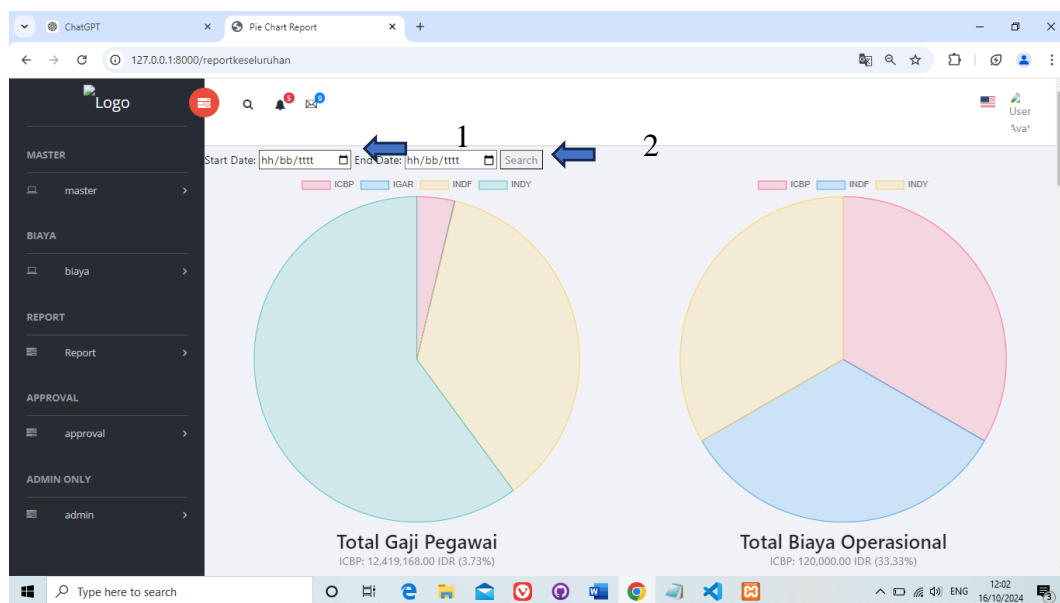 ChatGPT
Pie Chart Report
127.0.0.1:8000/reportkeseluruhan
Logo
5
9
User
Avat
MASTER
master
BIAYA
biaya
REPORT
Report
APPROVAL
approval
ADMIN ONLY
admin
1
2
Start Date: hh/bb/tttt End Date: hh/bb/tttt Search
ICBP IGAR INDF INDY
ICBP INDF INDY
Total Gaji Pegawai
ICBP: 12,419,168.00 IDR (3.73%)
Total Biaya Operasional
ICBP: 120,000.00 IDR (33.33%)
Type here to search
ENG
12:02
16/10/2024
3